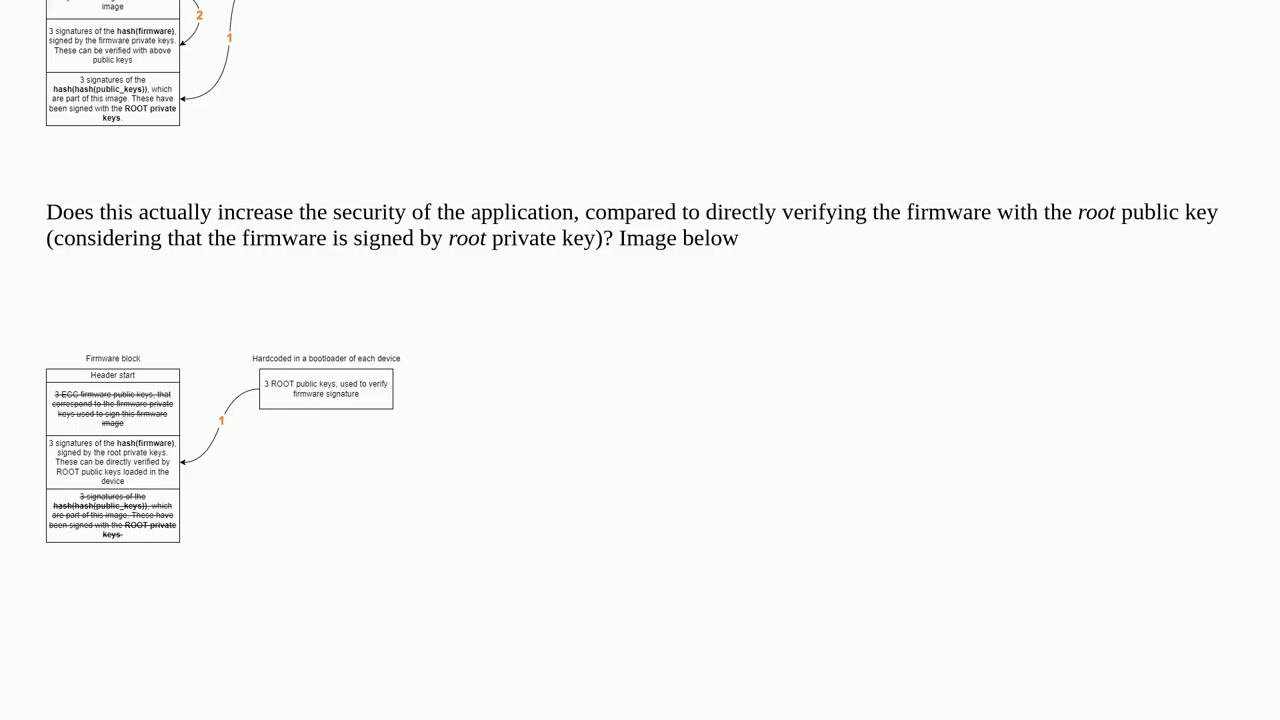 image
2
3 signatures of the hash(firmware),
signed by the firmware private keys.
These can be verified with above
public keys
1
3 signatures of the
hash(hash(public_keys)), which
are part of this image. These have
been signed with the ROOT private
keys.
Does this actually increase the security of the application, compared to directly verifying the firmware with the root public key
(considering that the firmware is signed by root private key)? Image below
Firmware block
Hardcoded in a bootloader of each device
Header start
3 ROOT public keys, used to verify
firmware signature
3 ECC firmware public keys, that
correspond to the firmware private
keys used to sign this firmware
image
1
3 signatures of the hash(firmware),
signed by the root private keys.
These can be directly verified by
ROOT public keys loaded in the
device
3 signatures of the
hash(hash(public_keys)), which
are part of this image. These have
been signed with the ROOT private
keys.